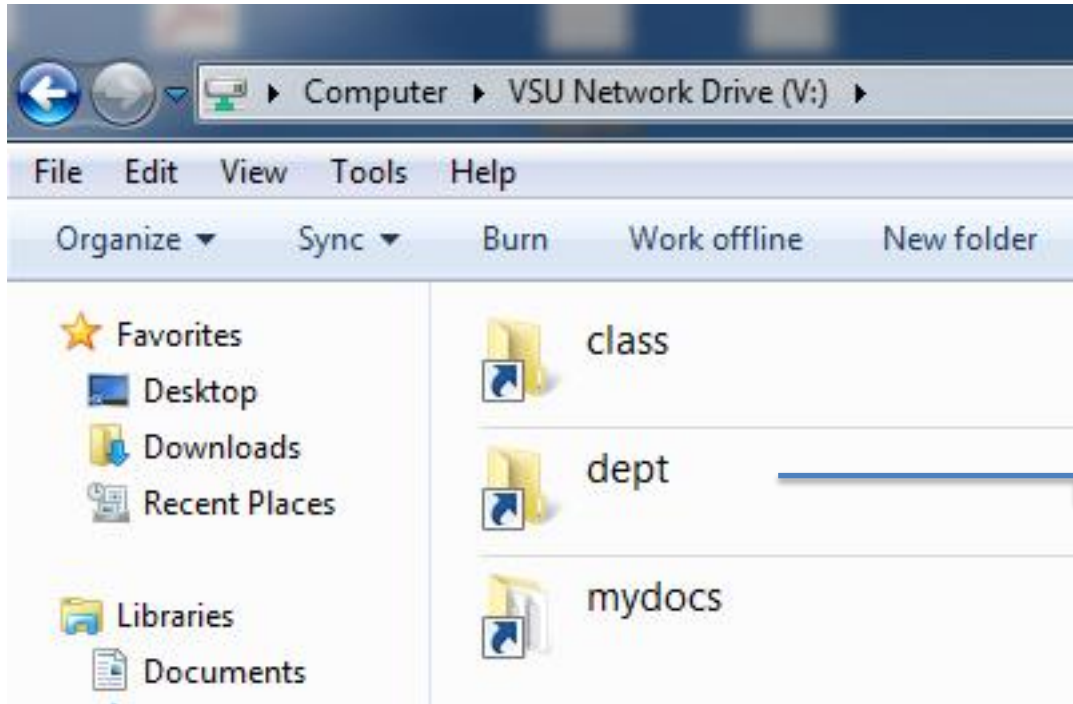 Computer VSU Network Drive (V:)
File Edit View Tools Help
Organize Sync Burn Work offline New folder
Favorites
Desktop
Downloads
Recent Places
Libraries
Documents
class
dept
mydocs